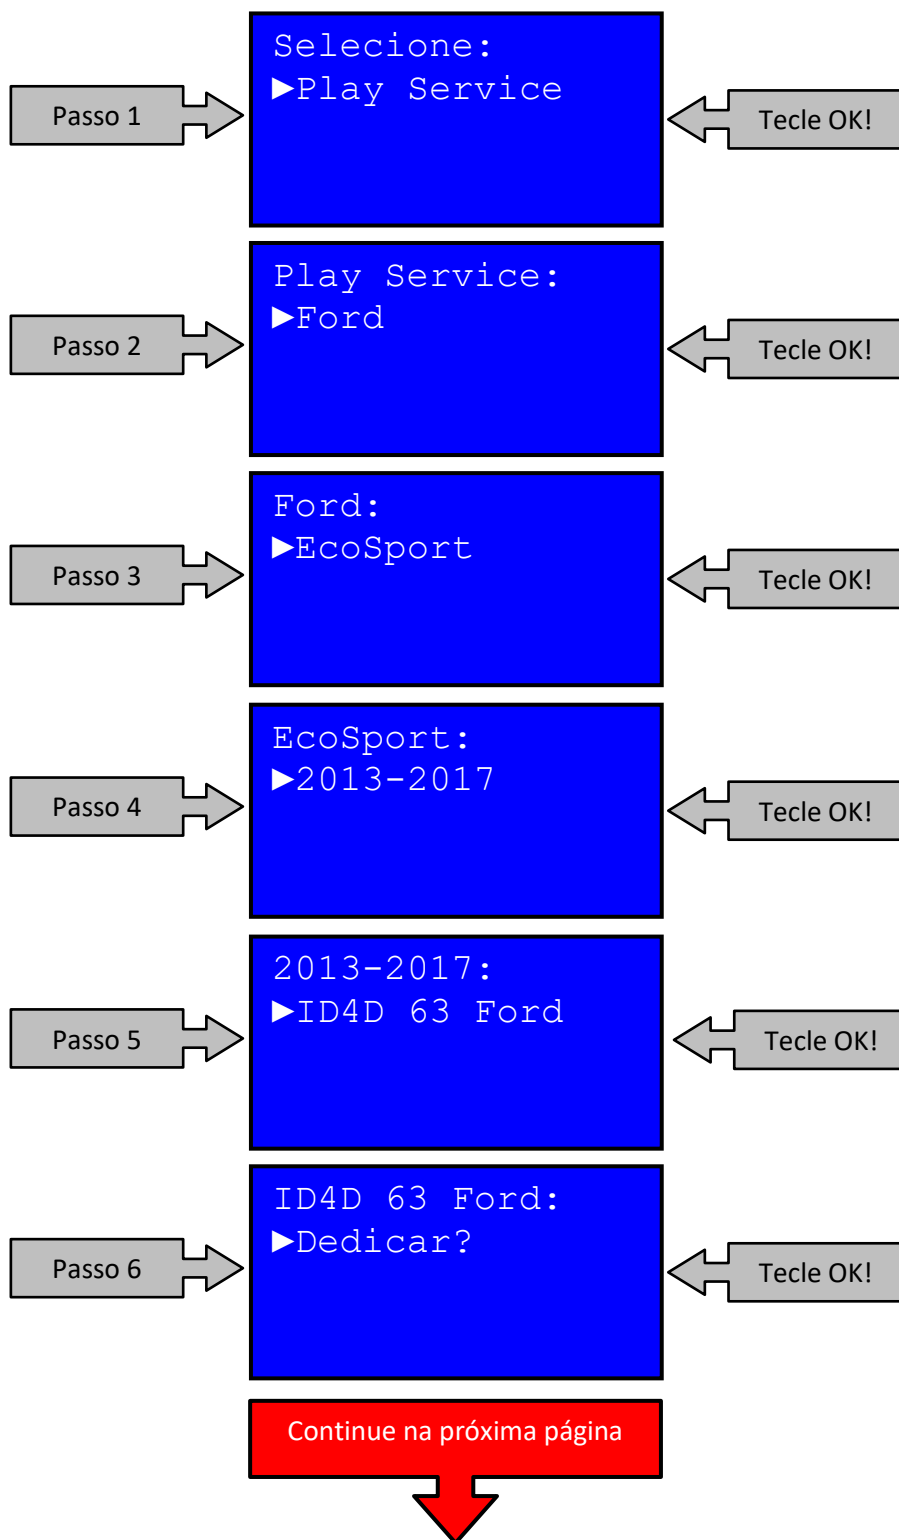 Selecione:
►Play Service
Passo 1
Tecle OK!
Play Service:
►Ford
Passo 2
Tecle OK!
Ford:
►EcoSport
Passo 3
Tecle OK!
EcoSport:
►2013-2017
Passo 4
Tecle OK!
2013-2017:
►ID4D 63 Ford
Passo 5
Tecle OK!
ID4D 63 Ford:
►Dedicar?
Passo 6
Tecle OK!
Continue na próxima página